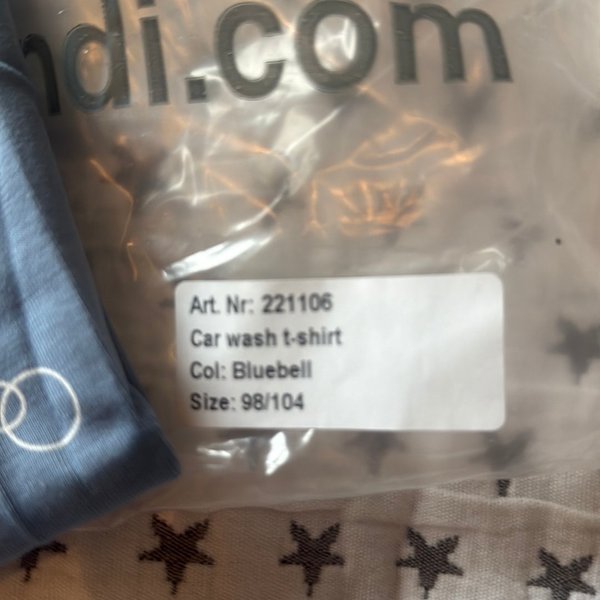 ndi.com
Art. Nr: 221106
Car wash t-shirt
Col: Bluebell
Size: 98/104